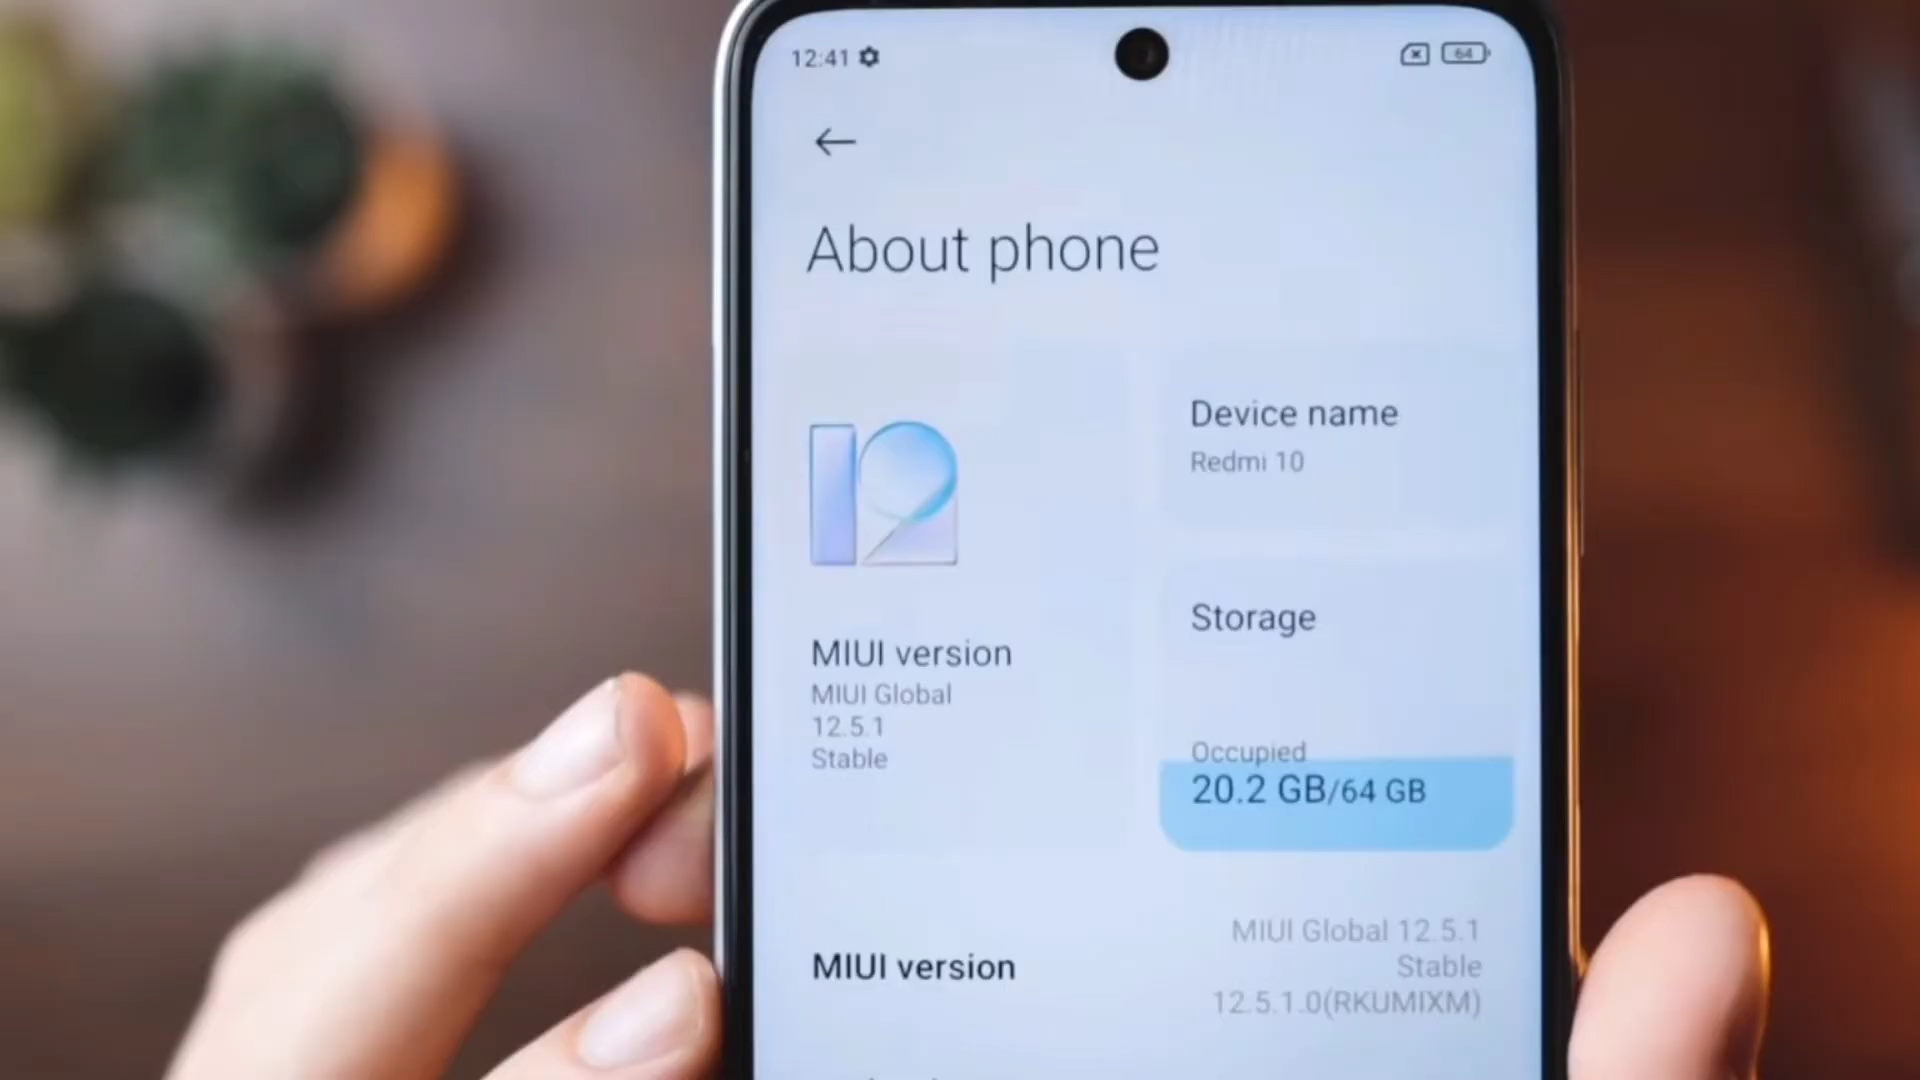 12:41
64
About phone
12
Device name
Redmi 10
Storage
MIUI version
MIUI Global
12.5.1
Stable
Occupied
20.2 GB/64 GB
MIUI version
MIUI Global 12.5.1
Stable
12.5.1.0(RKUMIXM)